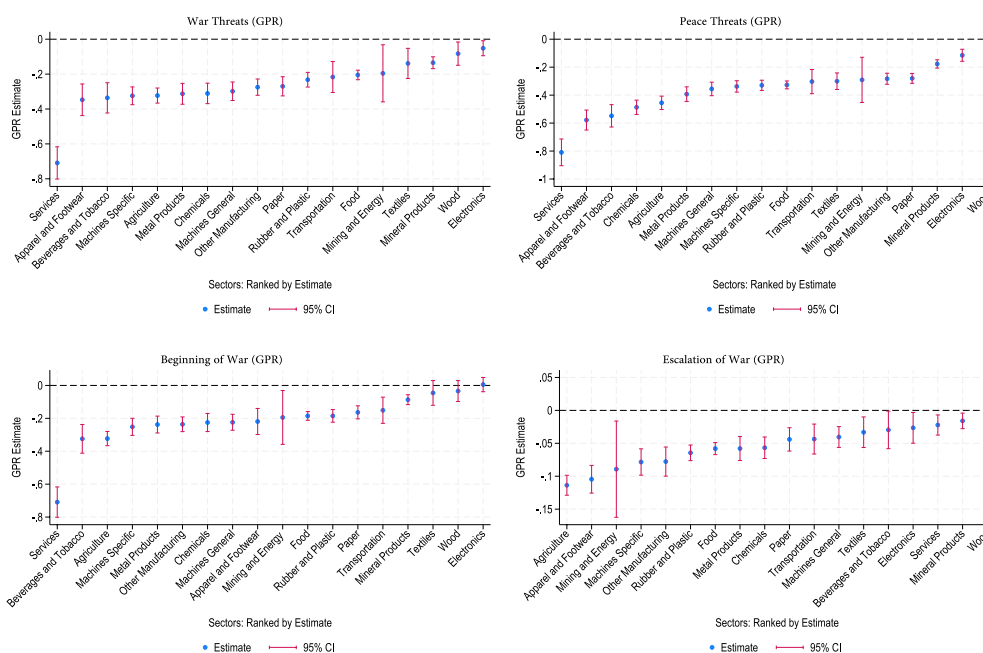 War Threats (GPR)
0
-.2
-.4
-.6
-.8
GPR Estimate
Services
Apparel and Footwear
Beverages and Tobacco
Machines Specific
Agriculture
Metal Products
Chemicals
Machines General
Other Manufacturing
Paper
Rubber and Plastic
Transportation
Food
Mining and Energy
Textiles
Mineral Products
Wood
Electronics
Sectors: Ranked by Estimate
Estimate 95% CI
Peace Threats (GPR)
0
-.2
-.4
-.6
-.8
-1
GPR Estimate
Services
Apparel and Footwear
Beverages and Tobacco
Chemicals
Agriculture
Metal Products
Machines General
Machines Specific
Rubber and Plastic
Food
Transportation
Textiles
Mining and Energy
Other Manufacturing
Paper
Mineral Products
Electronics
Woo
Sectors: Ranked by Estimate
Estimate 95% CI
Beginning of War (GPR)
0
-.2
-.4
-.6
-.8
GPR Estimate
Services
Beverages and Tobacco
Agriculture
Machines Specific
Metal Products
Other Manufacturing
Chemicals
Machines General
Apparel and Footwear
Mining and Energy
Food
Rubber and Plastic
Paper
Transportation
Mineral Products
Textiles
Wood
Electronics
Sectors: Ranked by Estimate
Estimate 95% CI
Escalation of War (GPR)
.05
0
-.05
-.1
-.15
GPR Estimate
Agriculture
Apparel and Footwear
Mining and Energy
Machines Specific
Other Manufacturing
Rubber and Plastic
Food
Metal Products
Chemicals
Paper
Transportation
Machines General
Textiles
Beverages and Tobacco
Electronics
Services
Mineral Products
Woo
Sectors: Ranked by Estimate
Estimate 95% CI